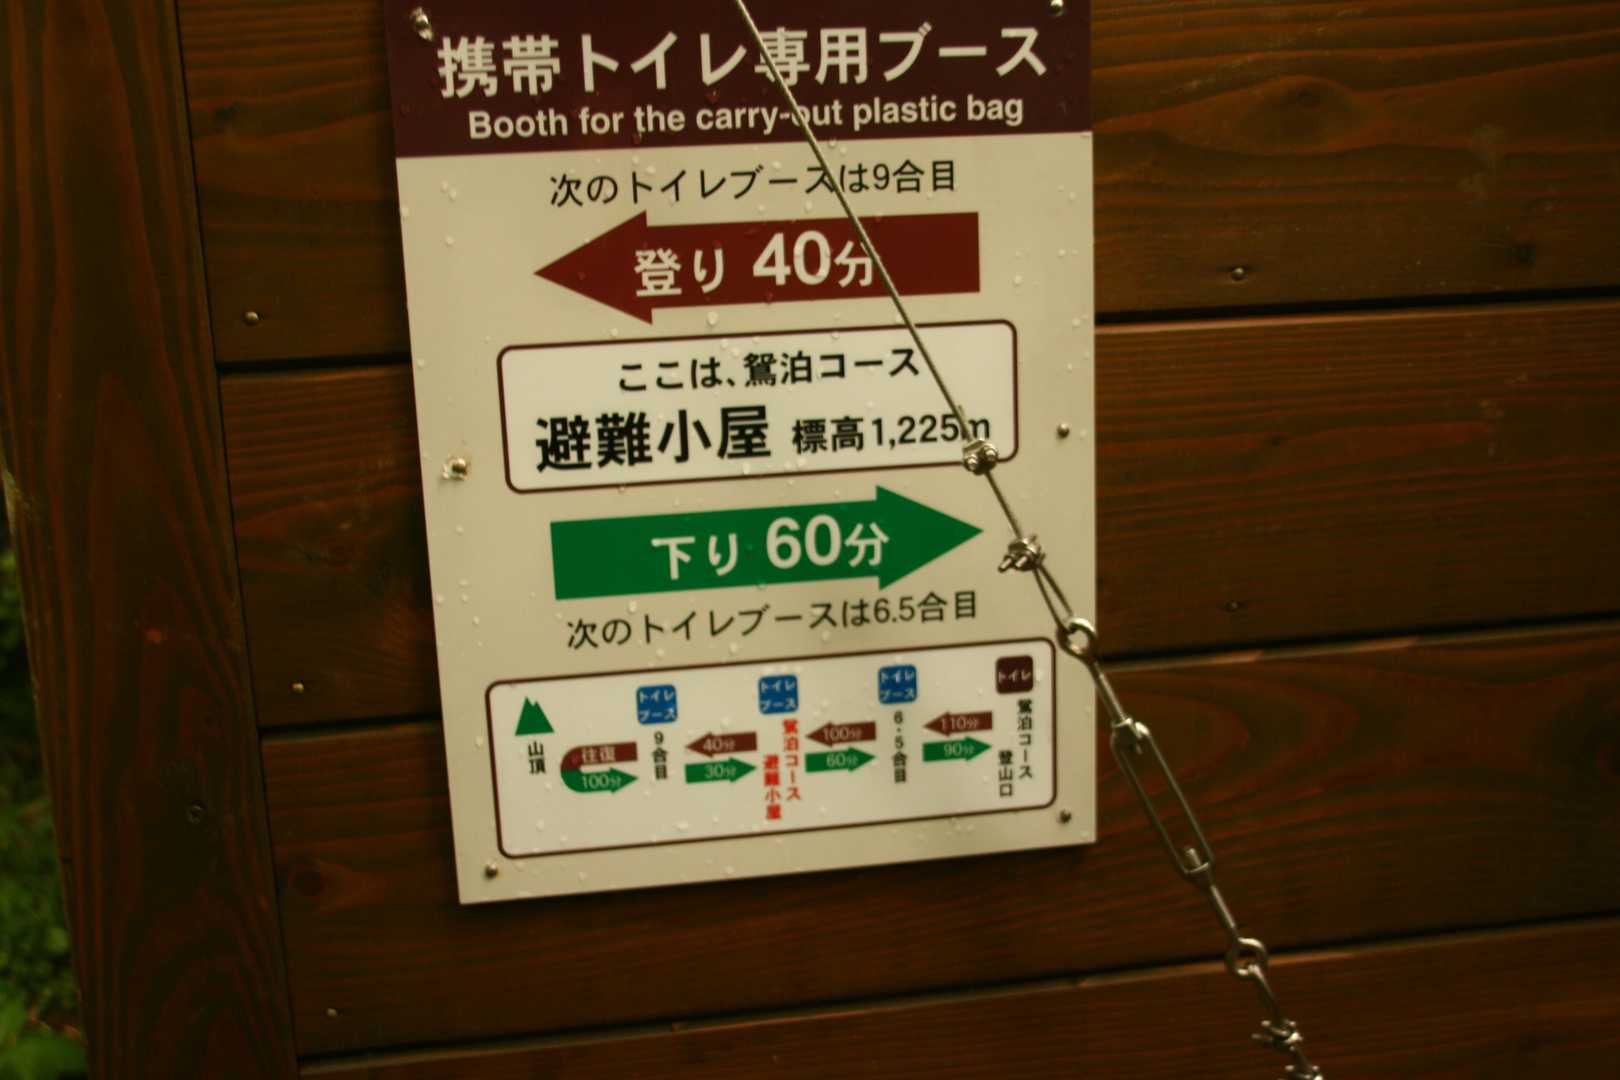 携帯トイレ専用ブース
Booth for the carry-out plastic bag
次のトイレブースは9合目
登り 40分
ここは、鴛泊コース
避難小屋 標高1,225m
下り 60分
次のトイレブースは6.5合目
山頂
往復
100分
トイレブース
9合目
40分
30分
トイレブース
鴛泊コース
避難小屋
100分
60分
トイレブース
6.5合目
110分
90分
トイレ
鴛泊コース
登山口